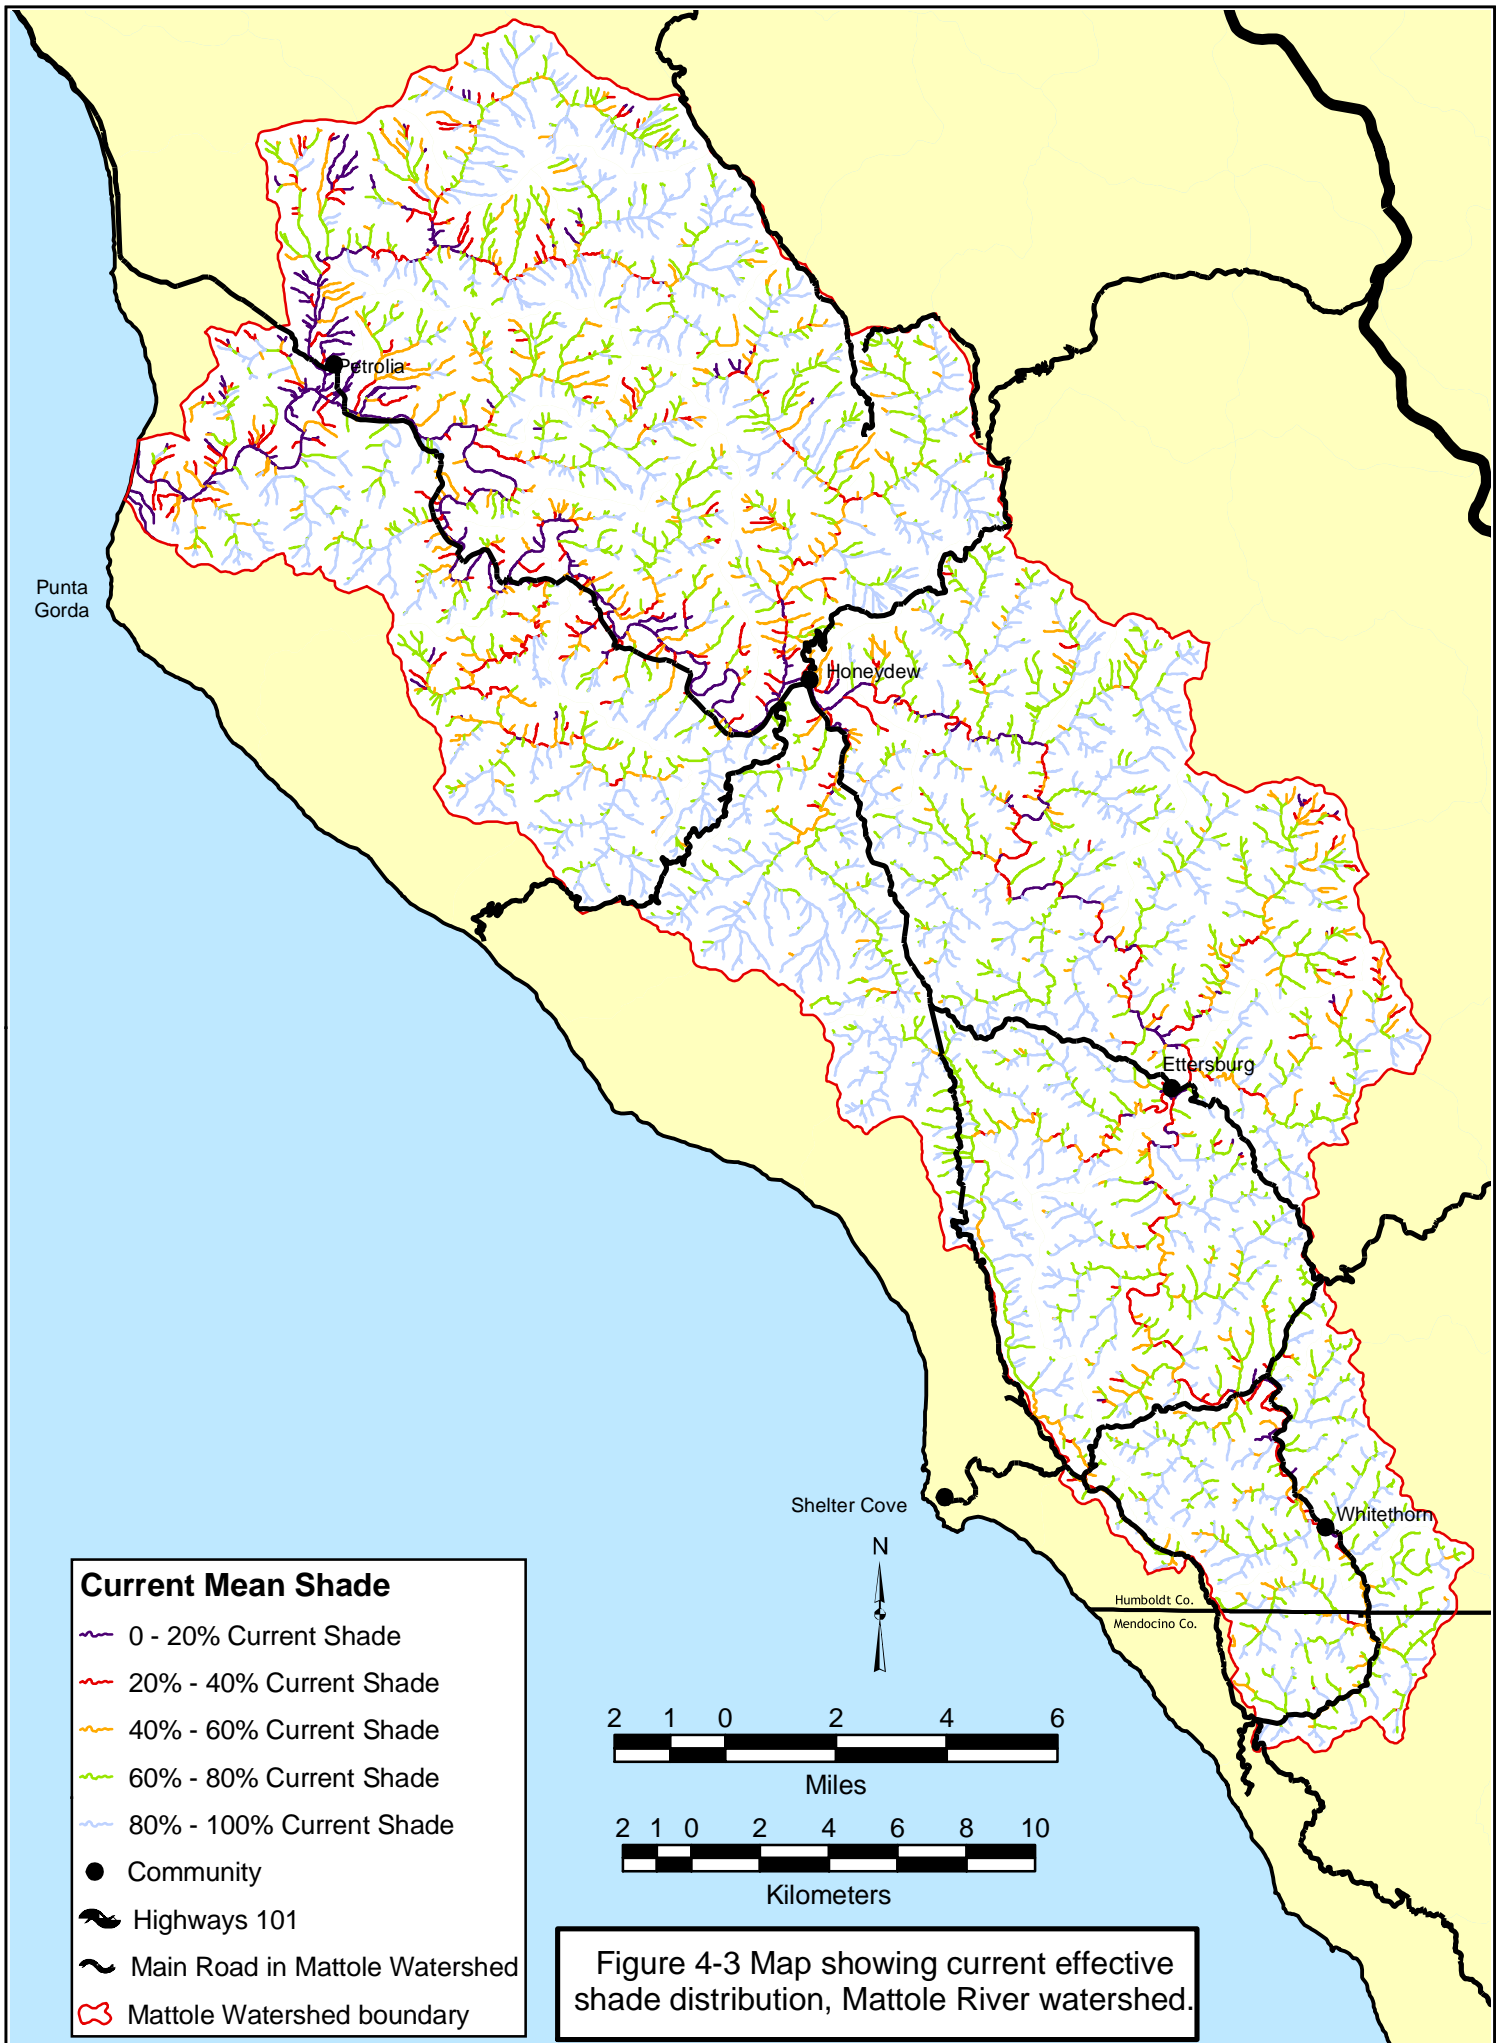 Petrolia
Punta
Gorda
Honeydew
Ettersburg
Shelter Cove
Whitethorn
N
Humboldt Co.
Mendocino Co.
Current Mean Shade
0 - 20% Current Shade
20% - 40% Current Shade
40% - 60% Current Shade
60% - 80% Current Shade
80% - 100% Current Shade
Community
Highways 101
Main Road in Mattole Watershed
Mattole Watershed boundary
2 1 0 2 4 6
Miles
2 1 0 2 4 6 8 10
Kilometers
Figure 4-3 Map showing current effective
shade distribution, Mattole River watershed.